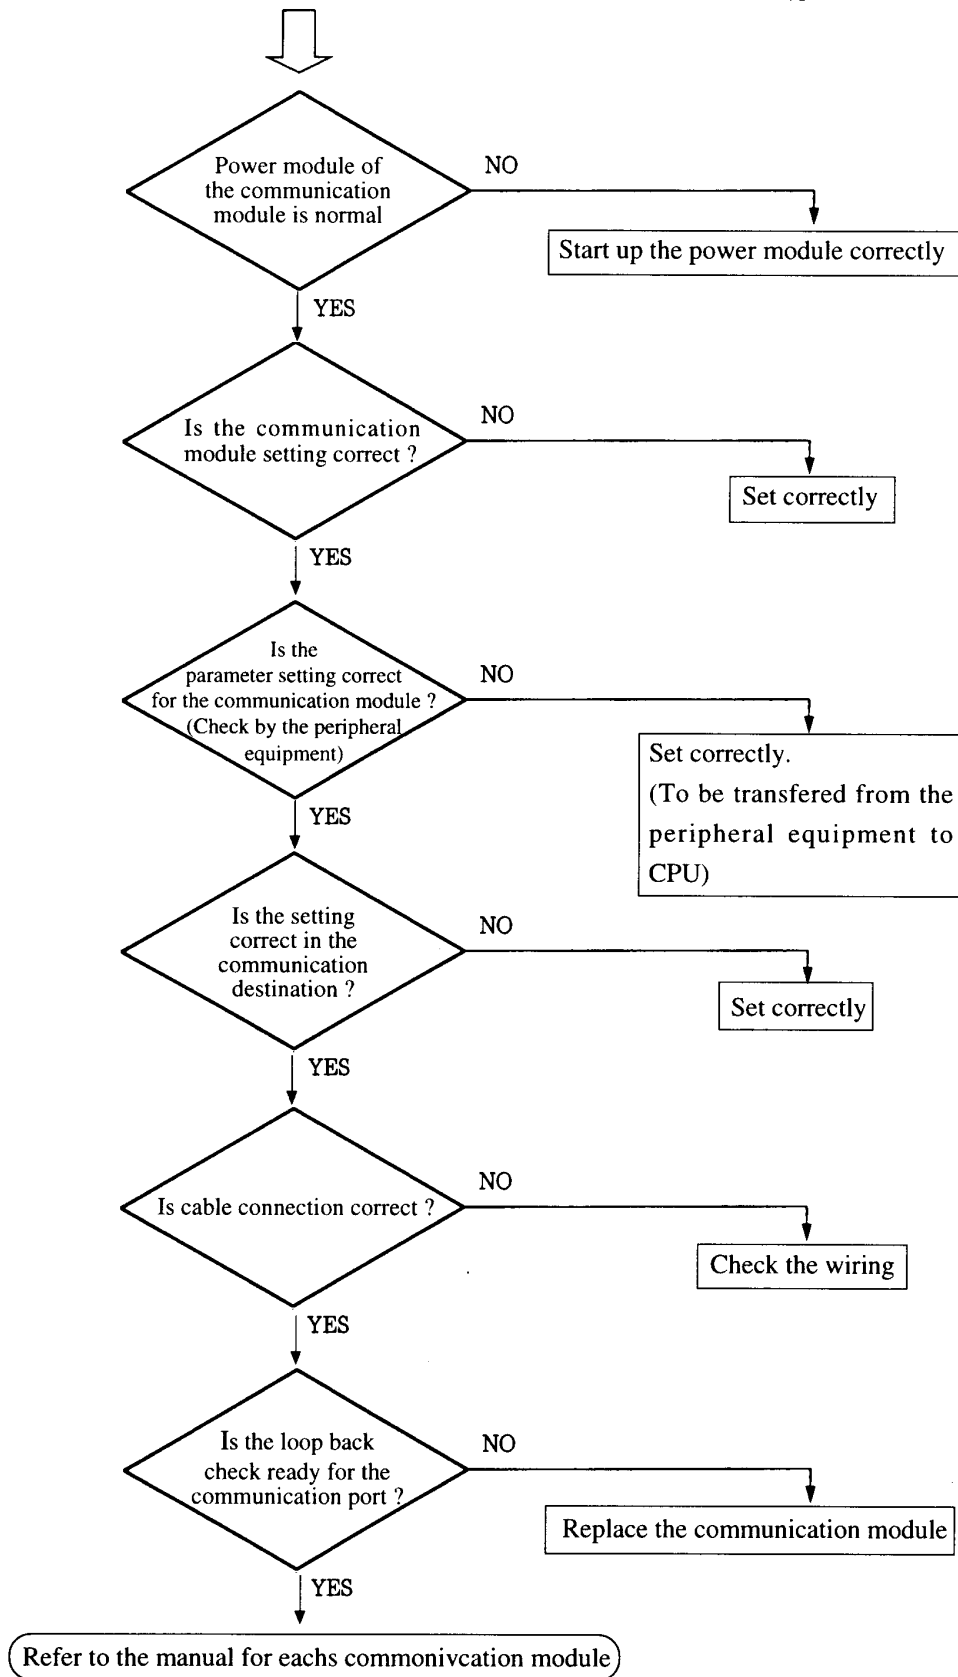 Power module of
the communication
module is normal
NO
Start up the power module correctly
YES
Is the communication
module setting correct ?
NO
Set correctly
YES
Is the
parameter setting correct
for the communication module ?
(Check by the peripheral
equipment)
NO
Set correctly.
(To be transfered from the
peripheral equipment to
CPU)
YES
Is the setting
correct in the
communication
destination ?
NO
Set correctly
YES
Is cable connection correct ?
NO
Check the wiring
YES
Is the loop back
check ready for the
communication port ?
NO
Replace the communication module
YES
Refer to the manual for eachs commonivcation module